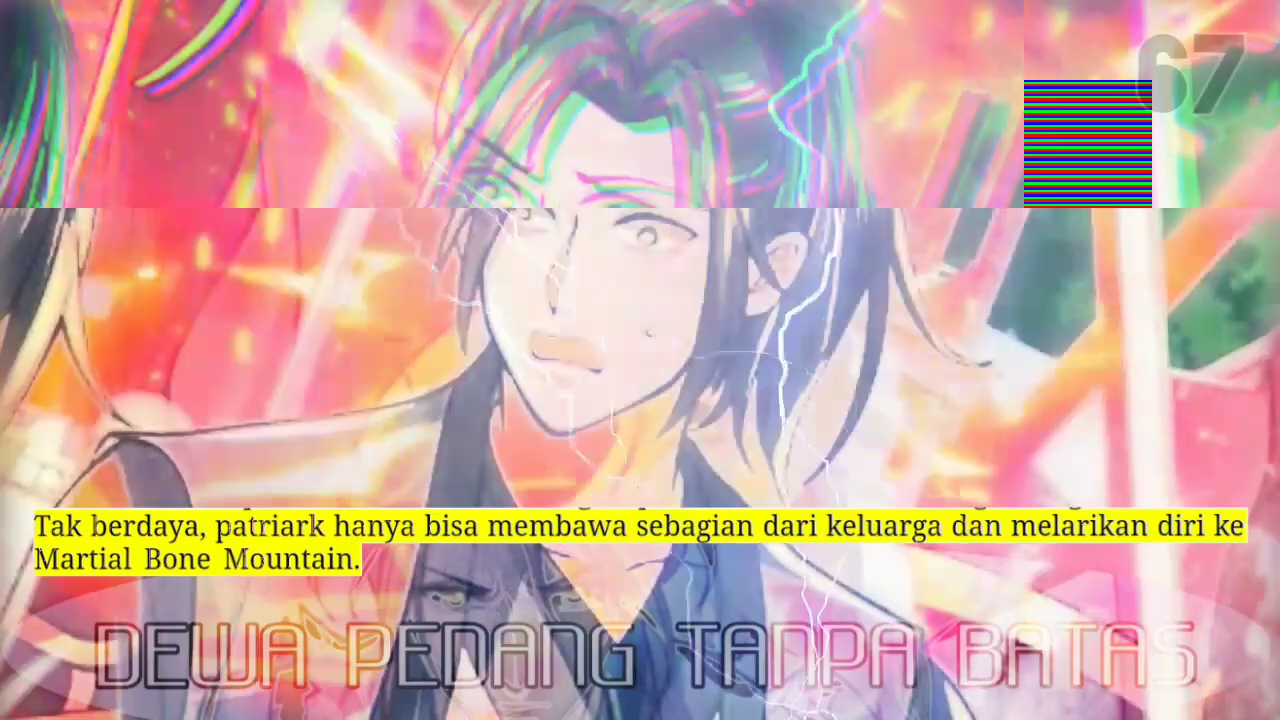 67
Tak berdaya, patriark hanya bisa membawa sebagian dari keluarga dan melarikan diri ke
Martial Bone Mountain.
DEWA PEDANG TANPA BATAS